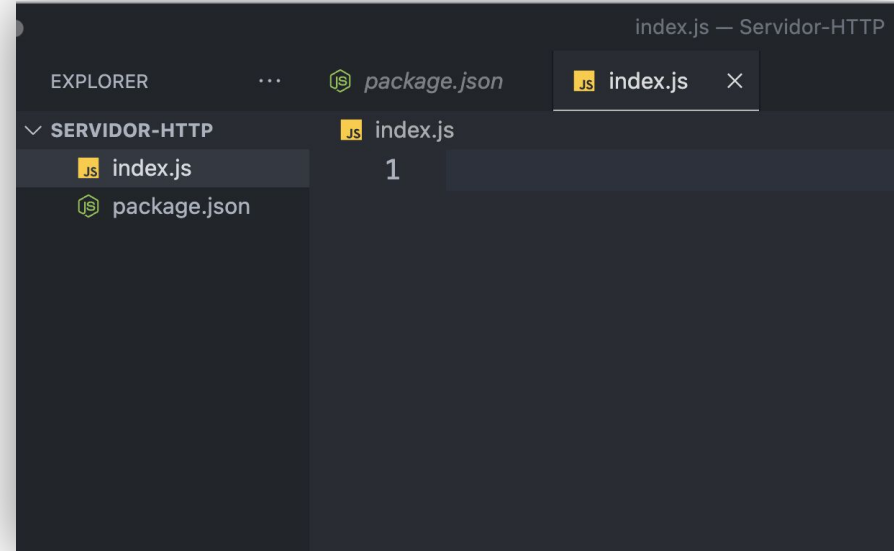 index.js — Servidor-HTTP
EXPLORER ··· package.json index.js
SERVIDOR-HTTP
index.js
package.json
index.js
1